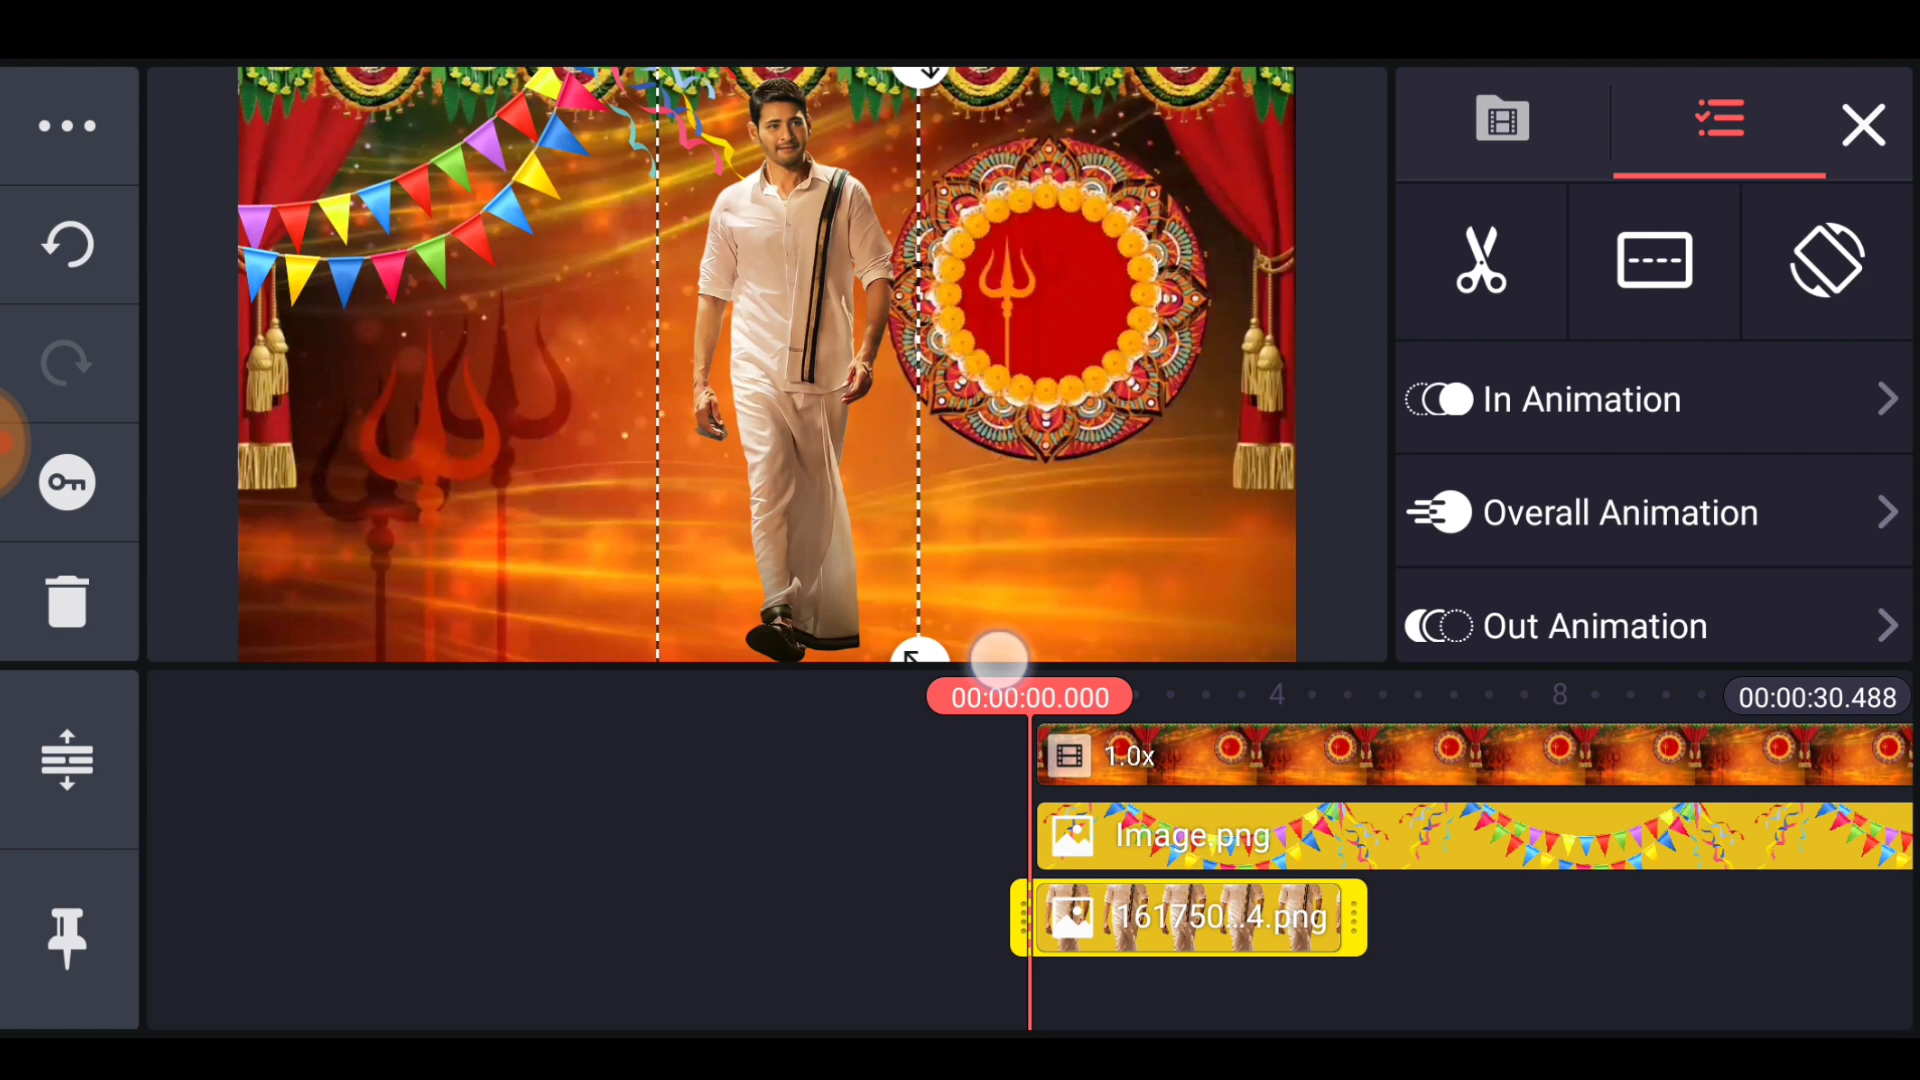 In Animation
Overall Animation
Out Animation
00:00:00.000
4
8
00:00:30.488
1.0x
Image.png
161750...4.png